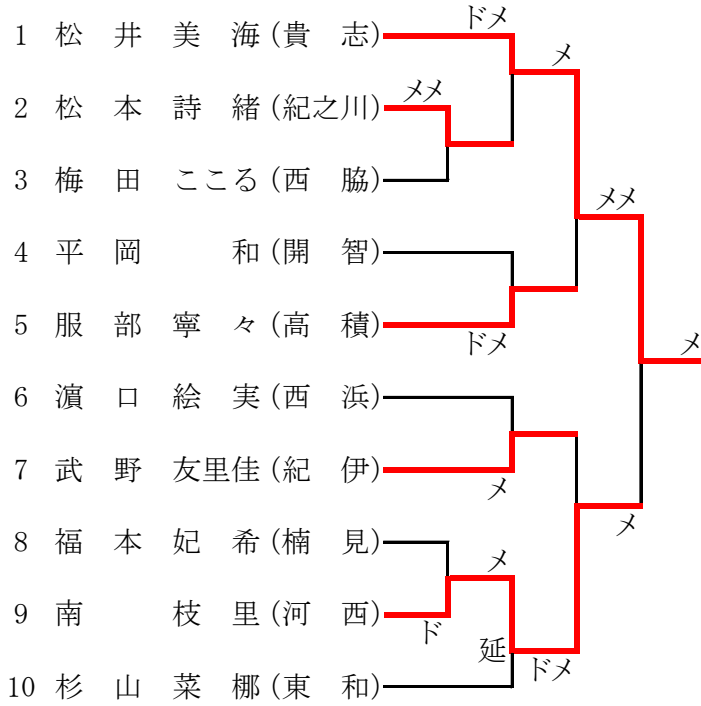 ドメ
1 松井美海(貴志)
メ
メメ
2 松本詩緒(紀之川)
3 梅田こころ(西脇)
メメ
4 平岡和(開智)
5 服部寧々(高積)
ドメ
メ
6 濵口絵実(西浜)
7 武野友里佳(紀伊)
メ
メ
8 福本妃希(楠見)
メ
9 南枝里(河西)
ド
延
ドメ
10 杉山菜梛(東和)